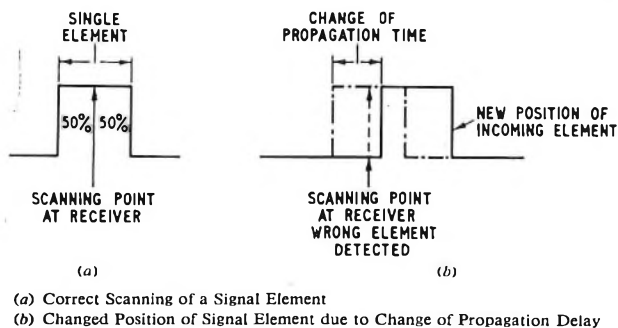 SINGLE
ELEMENT
50% 50%
SCANNING POINT
AT RECEIVER
(a)
CHANGE OF
PROPAGATION TIME
NEW POSITION OF
INCOMING ELEMENT
SCANNING POINT
AT RECEIVER
WRONG ELEMENT
DETECTED
(b)
(a) Correct Scanning of a Signal Element
(b) Changed Position of Signal Element due to Change of Propagation Delay